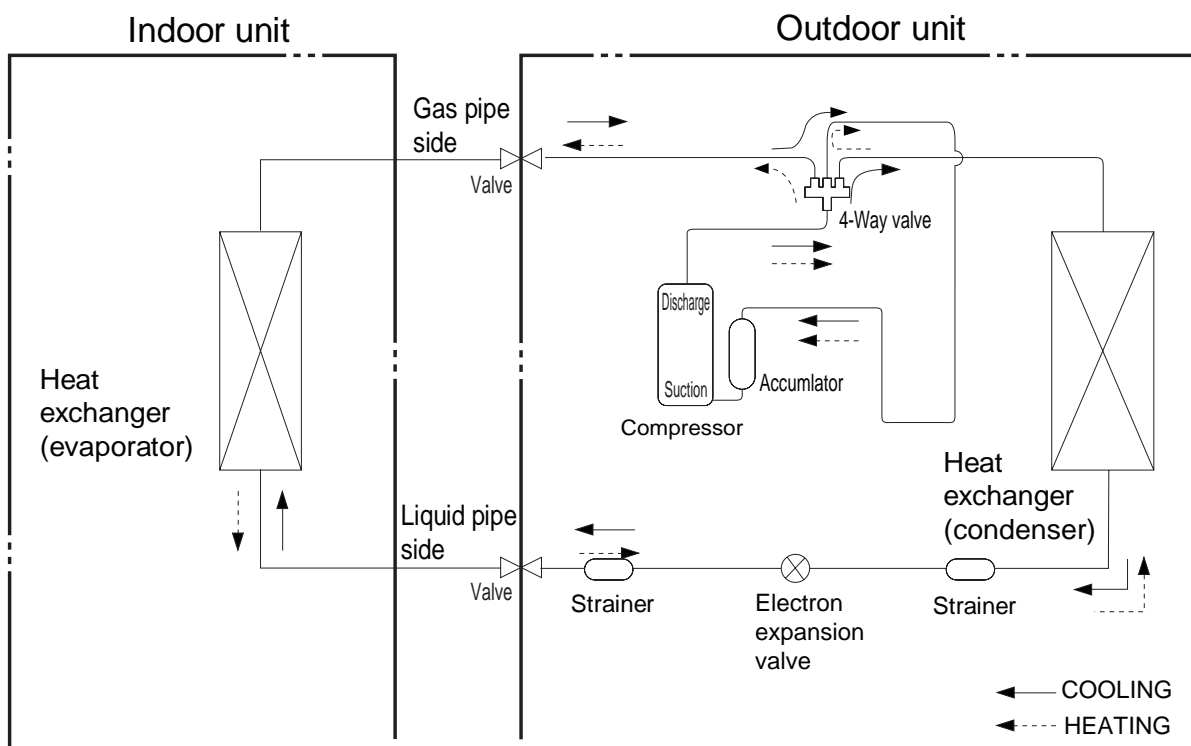 Indoor unit
Outdoor unit
Gas pipe
side
Valve
4-Way valve
Discharge
Suction
Accumlator
Compressor
Heat
exchanger
(evaporator)
Heat
exchanger
(condenser)
Liquid pipe
side
Valve
Strainer
Electron
expansion
valve
Strainer
COOLING
HEATING